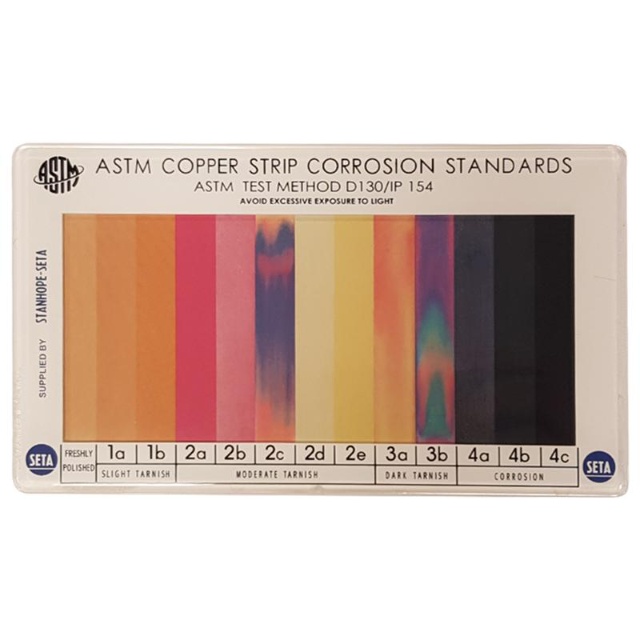 ASTM
ASTM COPPER STRIP CORROSION STANDARDS
ASTM TEST METHOD D130/IP 154
AVOID EXCESSIVE EXPOSURE TO LIGHT
SUPPLIED BY STANHOPE-SETA
SETA
FRESHLY POLISHED
1a 1b 2a 2b 2c 2d 2e 3a 3b 4a 4b 4c
SLIGHT TARNISH MODERATE TARNISH DARK TARNISH CORROSION
SETA